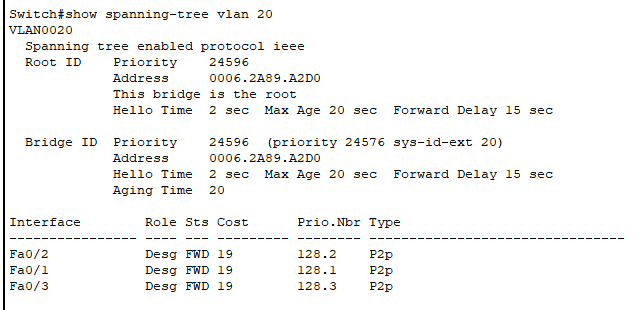 Switch#show spanning-tree vlan 20
VLAN0020
  Spanning tree enabled protocol ieee
  Root ID    Priority    24596
             Address     0006.2A89.A2D0
             This bridge is the root
             Hello Time  2 sec  Max Age 20 sec  Forward Delay 15 sec

  Bridge ID  Priority    24596  (priority 24576 sys-id-ext 20)
             Address     0006.2A89.A2D0
             Hello Time  2 sec  Max Age 20 sec  Forward Delay 15 sec
             Aging Time  20

Interface        Role Sts Cost      Prio.Nbr Type
---------------- ---- --- --------- -------- --------------------------------
Fa0/2            Desg FWD 19        128.2    P2p
Fa0/1            Desg FWD 19        128.1    P2p
Fa0/3            Desg FWD 19        128.3    P2p